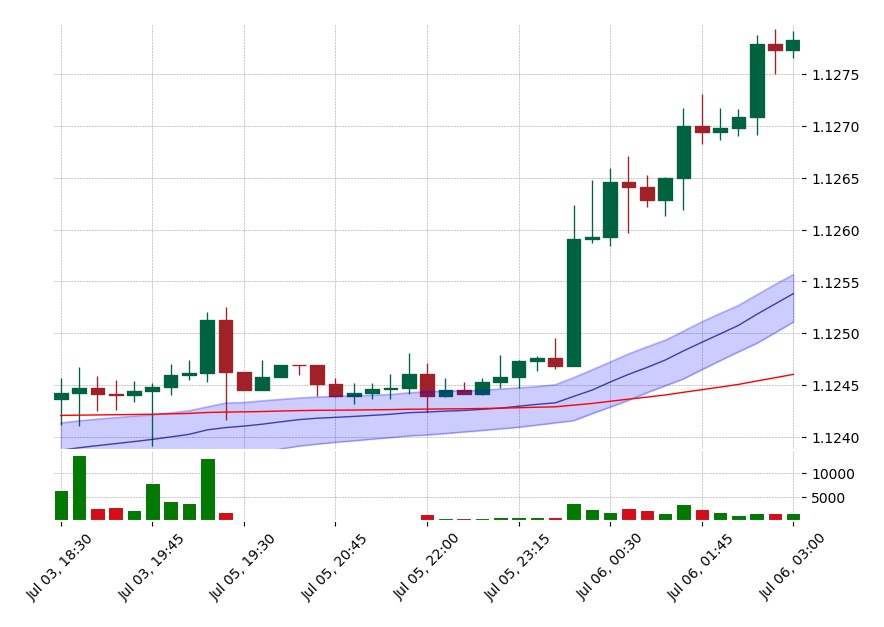 1.1275
1.1270
1.1265
1.1260
1.1255
1.1250
1.1245
1.1240
10000
5000
Jul 03, 18:30
Jul 03, 19:45
Jul 05, 19:30
Jul 05, 20:45
Jul 05, 22:00
Jul 05, 23:15
Jul 06, 00:30
Jul 06, 01:45
Jul 06, 03:00